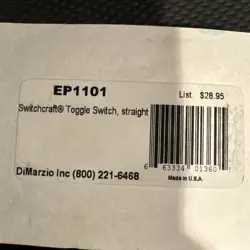 EP1101 List $28.95
Switchcraft® Toggle Switch, straight
6 63334 01360
Made in U.S.A.
DiMarzio Inc (800) 221-6468